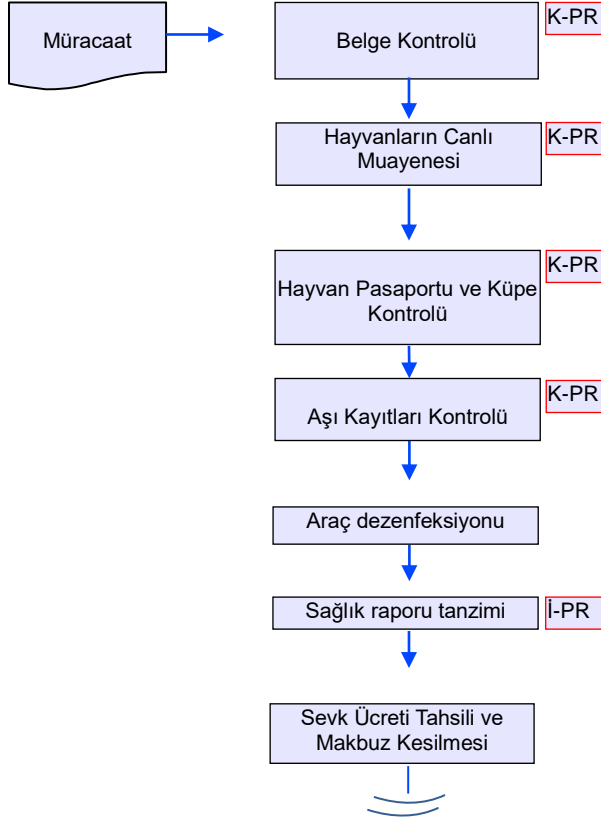 Müracaat
Belge Kontrolü
K-PR
Hayvanların Canlı
Muayenesi
K-PR
Hayvan Pasaportu ve Küpe
Kontrolü
K-PR
Aşı Kayıtları Kontrolü
K-PR
Araç dezenfeksiyonu
Sağlık raporu tanzimi
İ-PR
Sevk Ücreti Tahsili ve
Makbuz Kesilmesi